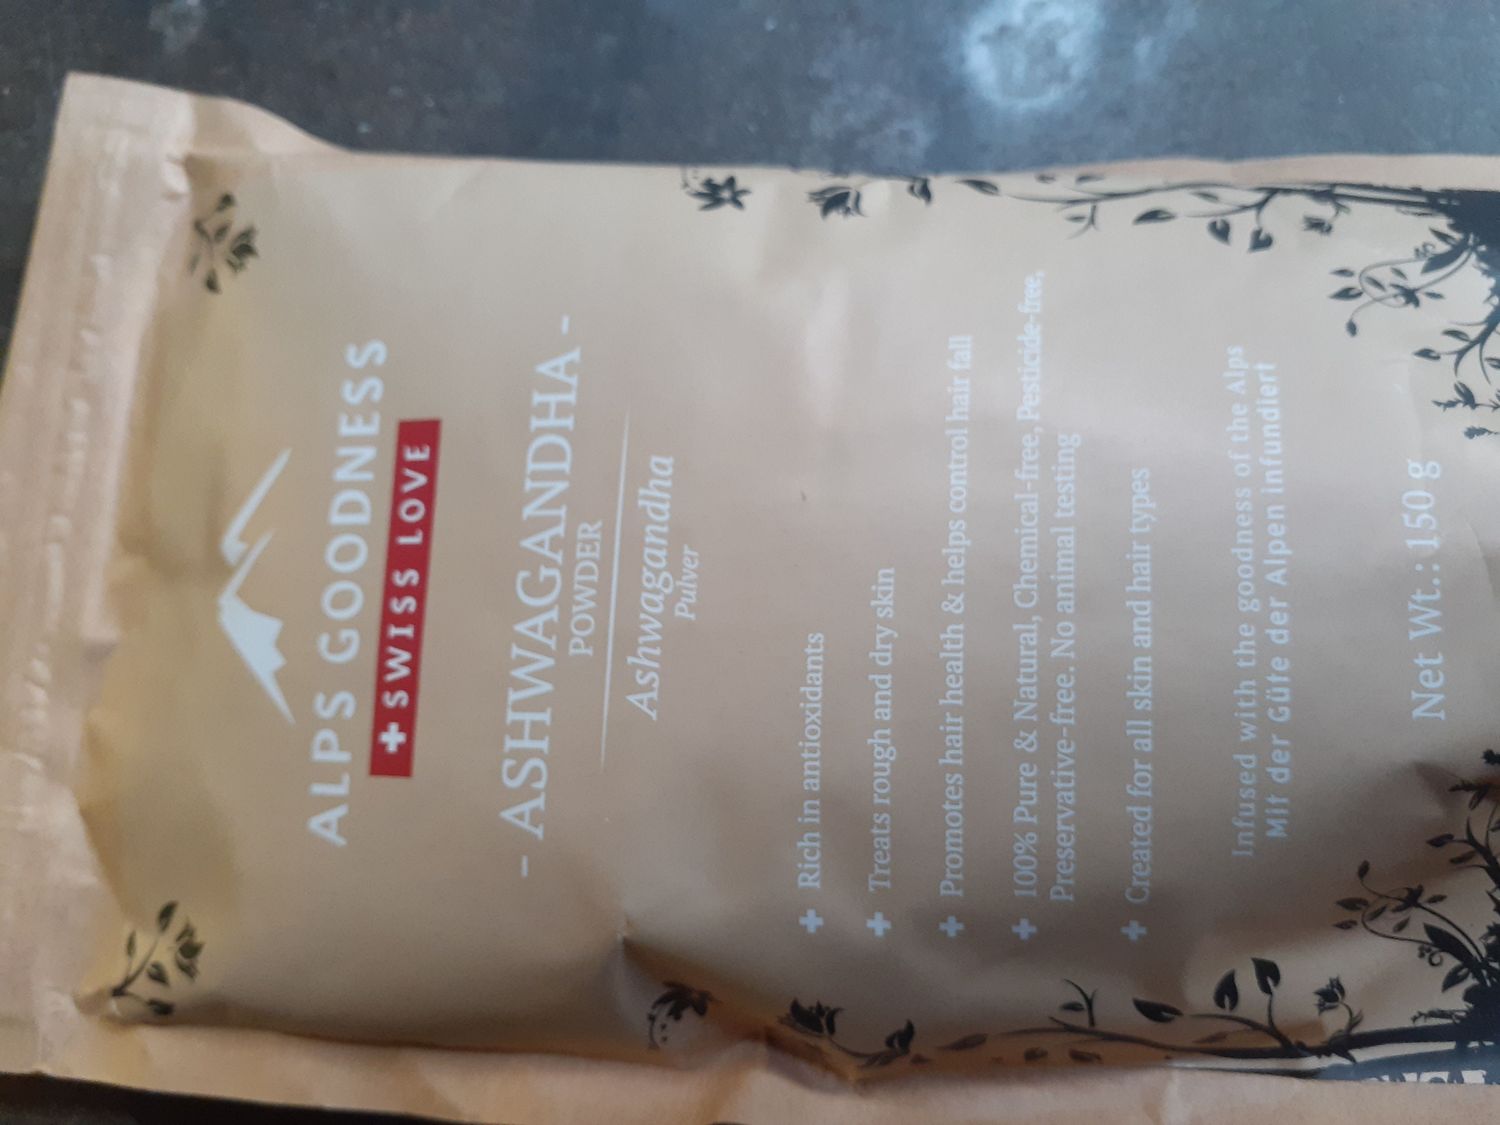 ALPS GOODNESS
SWISS LOVE
- ASHWAGANDHA -
POWDER
Ashwagandha
Pulver
Rich in antioxidants
Treats rough and dry skin
Promotes hair health & helps control hair fall
100% Pure & Natural, Chemical-free, Pesticide-free,
Preservative-free. No animal testing
Created for all skin and hair types
Infused with the goodness of the Alps
Mit der Güte der Alpen infundiert
Net Wt.: 150 g